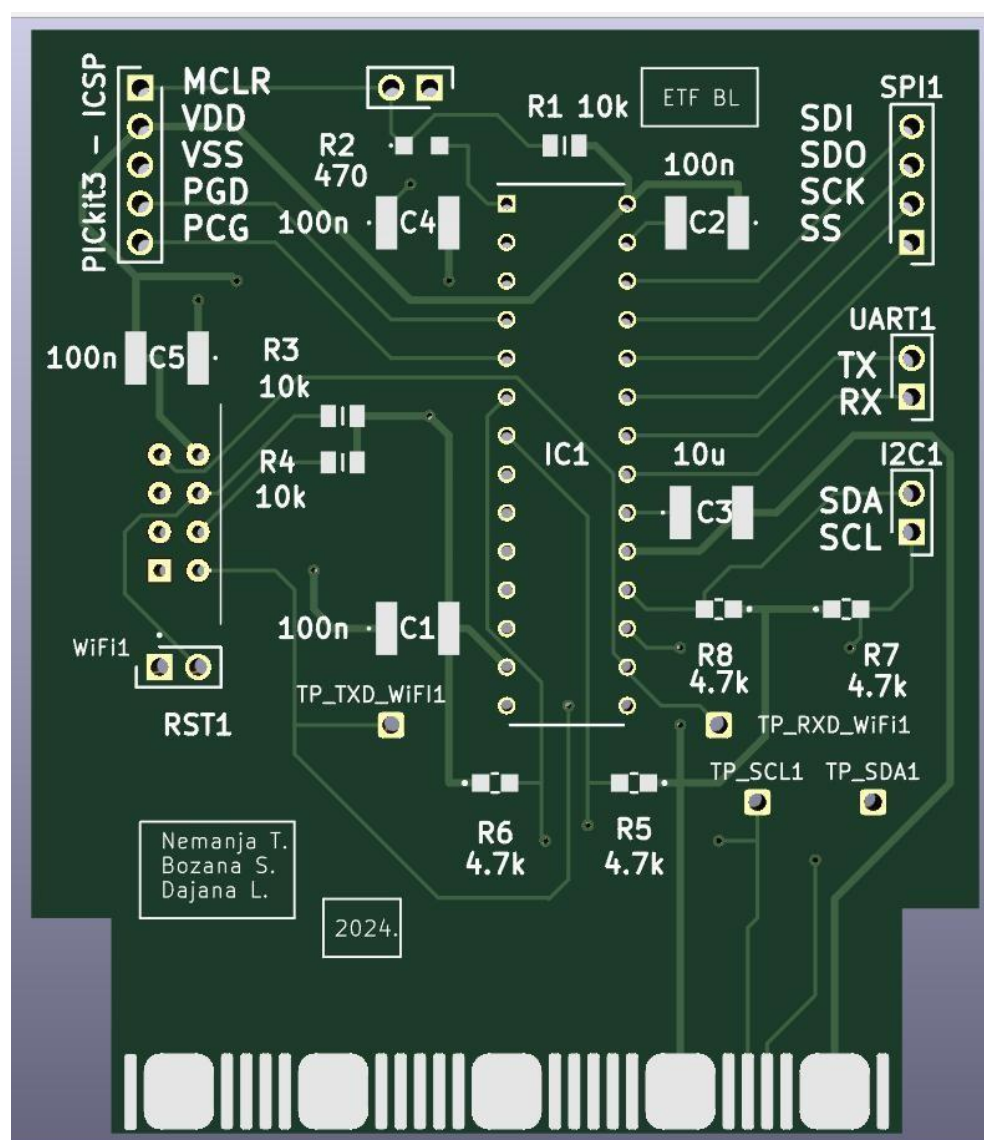 PICkit3 - ICSP
MCLR
VDD
VSS
PGD
PCG
R1 10k
ETF BL
SPI1
SDI
SDO
SCK
SS
R2
470
100n
C4
100n
C2
UART1
TX
RX
100n
C5
R3
10k
R4
10k
IC1
10u
C3
I2C1
SDA
SCL
100n
C1
WiFi1
RST1
TP_TXD_WiFI1
R8
4.7k
R7
4.7k
TP_RXD_WiFi1
TP_SCL1
TP_SDA1
R6
4.7k
R5
4.7k
Nemanja T.
Bozana S.
Dajana L.
2024.